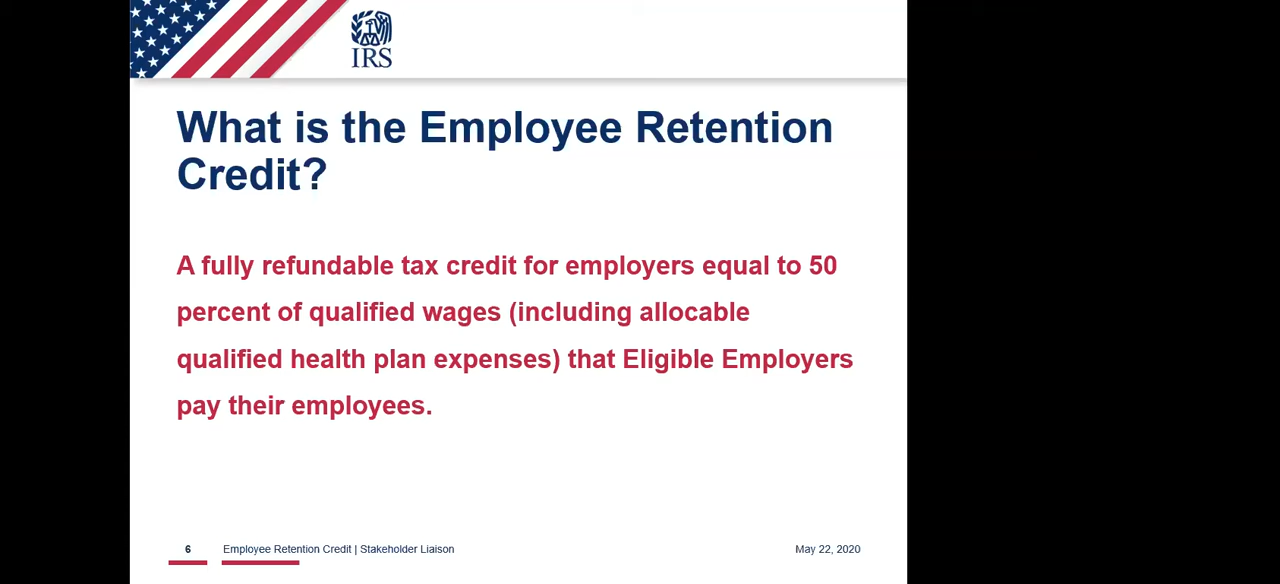 IRS
What is the Employee Retention
Credit?
A fully refundable tax credit for employers equal to 50
percent of qualified wages (including allocable
qualified health plan expenses) that Eligible Employers
pay their employees.
6 Employee Retention Credit | Stakeholder Liaison May 22, 2020